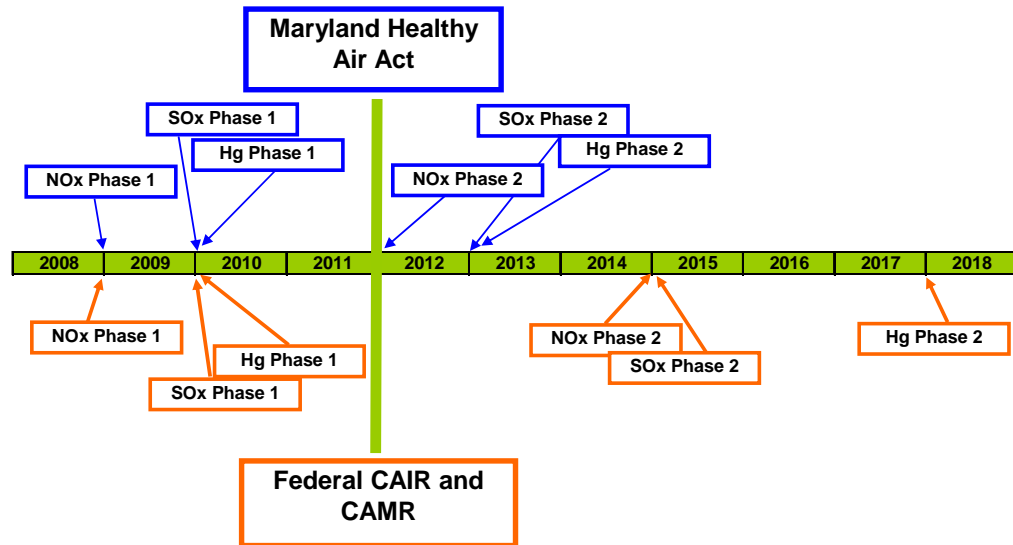 Maryland Healthy
Air Act
SOx Phase 1
SOx Phase 2
Hg Phase 1
Hg Phase 2
NOx Phase 1
NOx Phase 2
2008 2009 2010 2011 2012 2013 2014 2015 2016 2017 2018
NOx Phase 1
NOx Phase 2
Hg Phase 2
Hg Phase 1
SOx Phase 2
SOx Phase 1
Federal CAIR and
CAMR